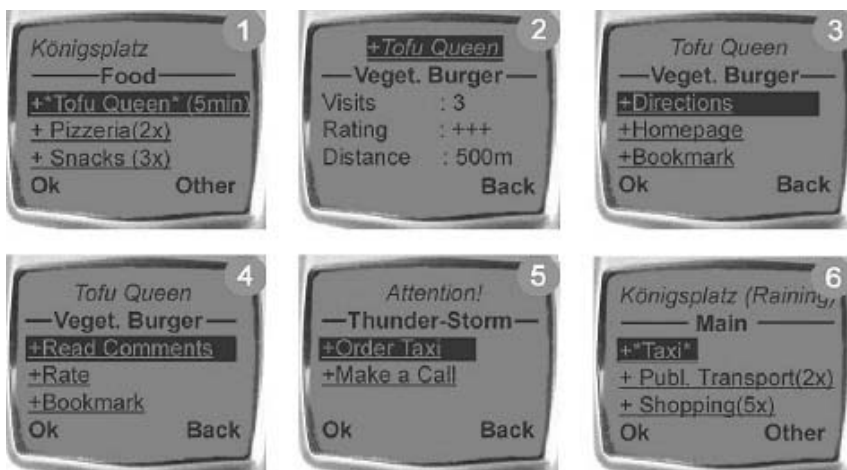 1
Königsplatz
Food
+*Tofu Queen* (5min)
+ Pizzeria(2x)
+ Snacks (3x)
Ok Other
2
+Tofu Queen
Veget. Burger
Visits : 3
Rating : +++
Distance : 500m
Back
3
Tofu Queen
Veget. Burger
+Directions
+Homepage
+Bookmark
Ok Back
4
Tofu Queen
Veget. Burger
+Read Comments
+Rate
+Bookmark
Ok Back
5
Attention!
Thunder-Storm
+Order Taxi
+Make a Call
Ok Back
6
Königsplatz (Raining)
Main
+*Taxi*
+ Publ. Transport(2x)
+ Shopping(5x)
Ok Other